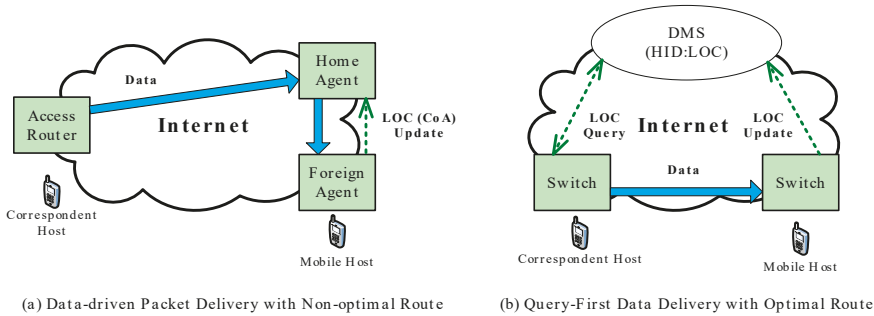 Data
Home
Agent
Access
Router
Internet
LOC (CoA)
Update
Foreign
Agent
Correspondent
Host
Mobile Host
(a) Data-driven Packet Delivery with Non-optimal Route
DMS
(HID:LOC)
LOC
Query
Internet
LOC
Update
Switch
Data
Switch
Correspondent Host
Mobile Host
(b) Query-First Data Delivery with Optimal Route